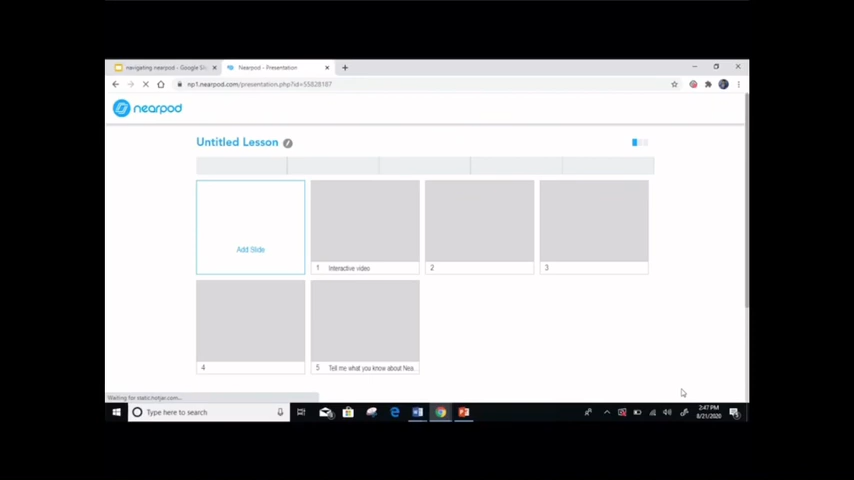 navigating nearpod - Google Sli
Nearpod - Presentation
np1.nearpod.com/presentation.php?id=55828187
nearpod
Untitled Lesson
Add Slide
1 Interactive video
2
3
4
5 Tell me what you know about Nea...
Waiting for static.hotjar.com...
Type here to search
2:47 PM
8/21/2020